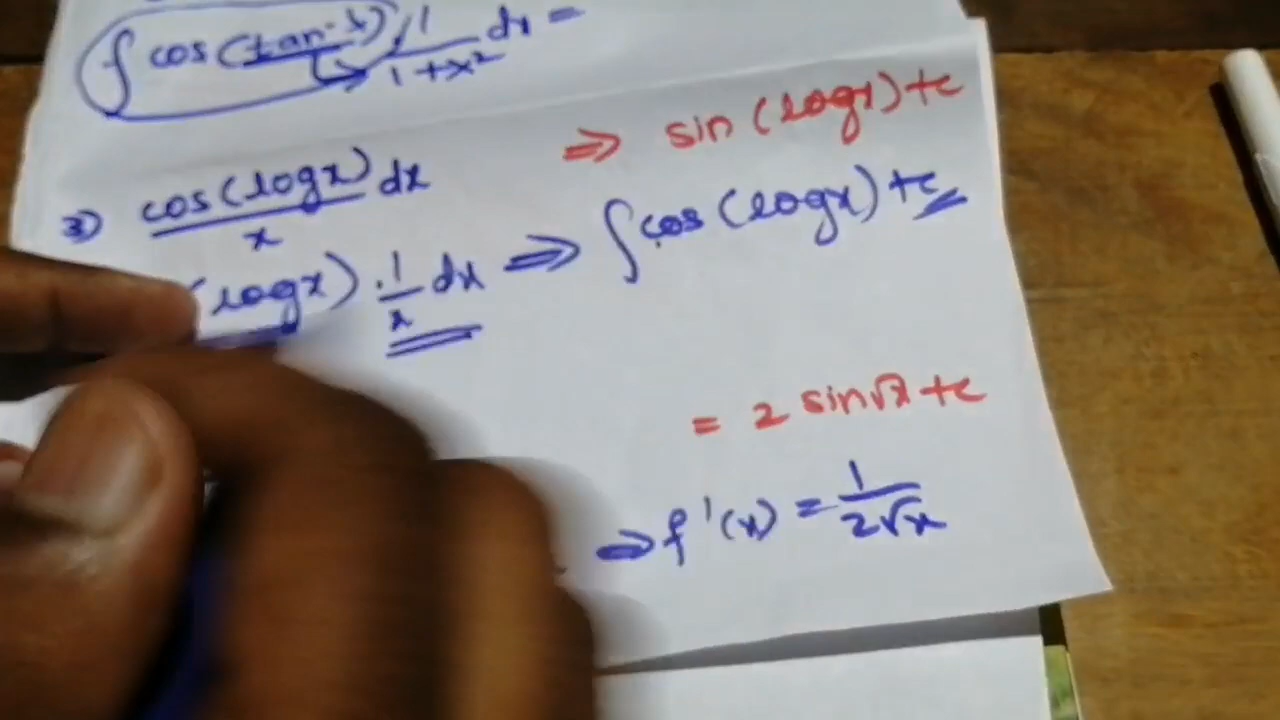 ∫ cos(tan⁻¹x) . 1/(1+x²) dx =
⇒ sin(logx)+c
3) cos(logx)/x dx
(logx) . 1/x dx ⇒ ∫cos(logx)+c
= 2 sin√x+c
⇒ f'(x) = 1/(2√x)